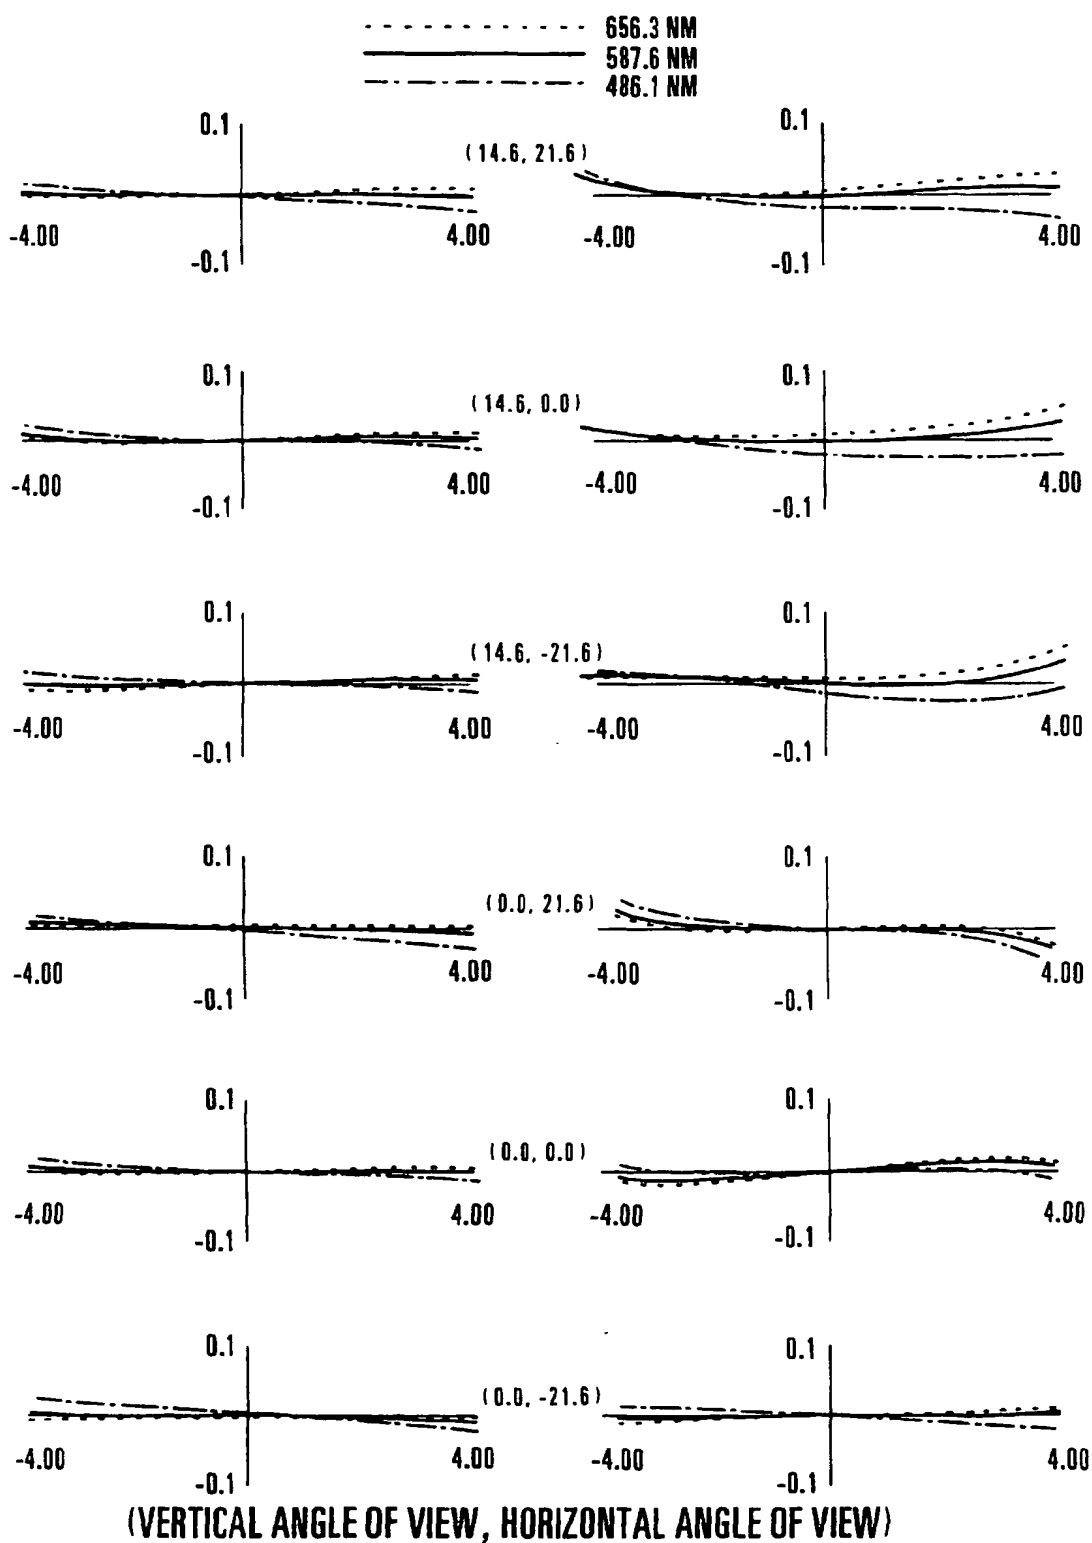 656.3 NM
587.6 NM
486.1 NM
0.1 (14.6, 21.6) 0.1
-4.00 4.00 -4.00 4.00
-0.1 -0.1
0.1 (14.6, 0.0) 0.1
-4.00 4.00 -4.00 4.00
-0.1 -0.1
0.1 (14.6, -21.6) 0.1
-4.00 4.00 -4.00 4.00
-0.1 -0.1
0.1 (0.0, 21.6) 0.1
-4.00 4.00 -4.00 4.00
-0.1 -0.1
0.1 (0.0, 0.0) 0.1
-4.00 4.00 -4.00 4.00
-0.1 -0.1
0.1 (0.0, -21.6) 0.1
-4.00 4.00 -4.00 4.00
-0.1 -0.1
(VERTICAL ANGLE OF VIEW, HORIZONTAL ANGLE OF VIEW)